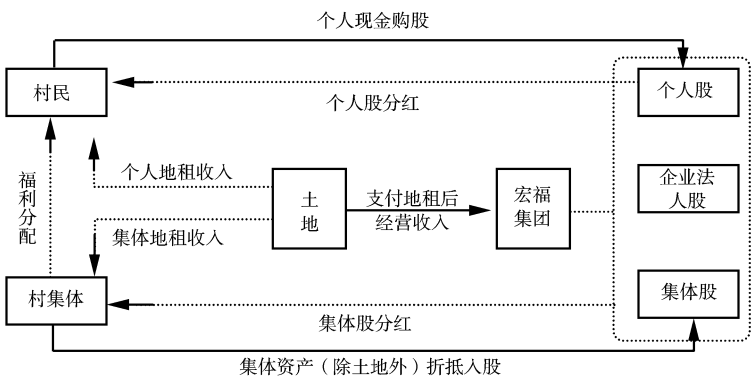 个人现金购股
村民
个人股
个人股分红
企业法
人股
个人地租收入
土
地
支付地租后
经营收入
宏福
集团
福
利
分
配
集体地租收入
村集体
集体股
集体股分红
集体资产（除土地外）折抵入股